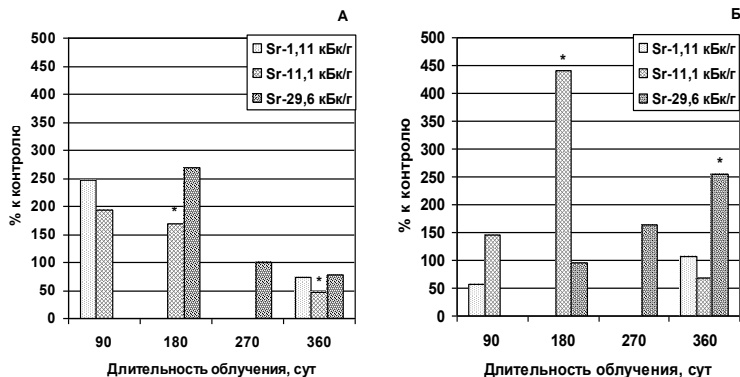 А
500
450
400
350
300
250
200
150
100
50
0
% к контролю
Sr-1,11 кБк/г
Sr-11,1 кБк/г
Sr-29,6 кБк/г
*
*
90 180 270 360
Длительность облучения, сут
Б
500
450
400
350
300
250
200
150
100
50
0
% к контролю
Sr-1,11 кБк/г
Sr-11,1 кБк/г
Sr-29,6 кБк/г
*
*
90 180 270 360
Длительность облучения, сут